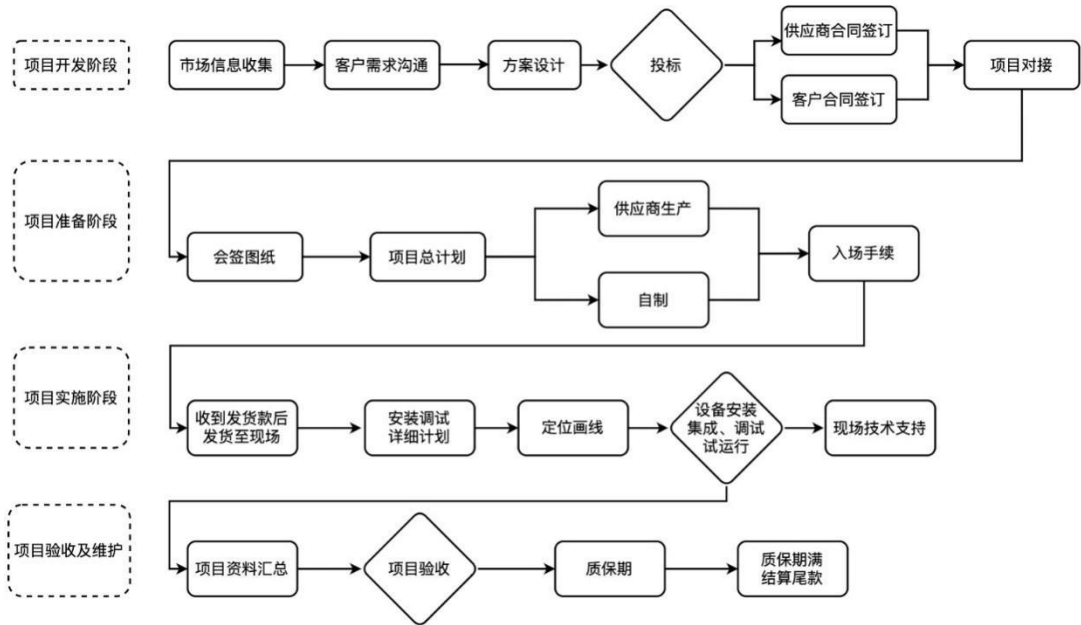 项目开发阶段
市场信息收集
客户需求沟通
方案设计
投标
供应商合同签订
客户合同签订
项目对接
项目准备阶段
会签图纸
项目总计划
供应商生产
自制
入场手续
项目实施阶段
收到发货款后
发货至现场
安装调试
详细计划
定位画线
设备安装
集成、调试
试运行
现场技术支持
项目验收及维护
项目资料汇总
项目验收
质保期
质保期满
结算尾款